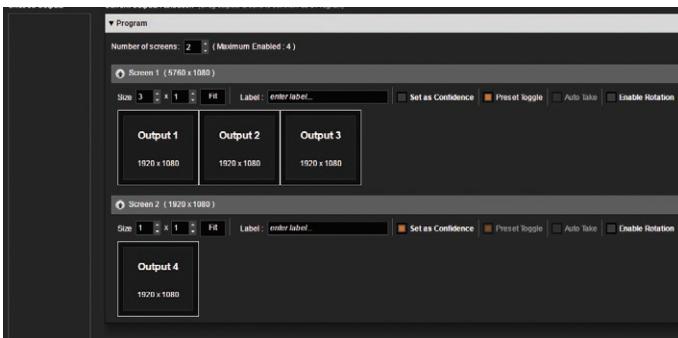 ▼ Program
Number of screens: 2 ( Maximum Enabled : 4 )
Screen 1 ( 5760 x 1080 )
Size 3 x 1 Fit Label : enter label... Set as Confidence Preset Toggle Auto Take Enable Rotation
Output 1 Output 2 Output 3
1920 x 1080 1920 x 1080 1920 x 1080
Screen 2 ( 1920 x 1080 )
Size 1 x 1 Fit Label : enter label... Set as Confidence Preset Toggle Auto Take Enable Rotation
Output 4
1920 x 1080